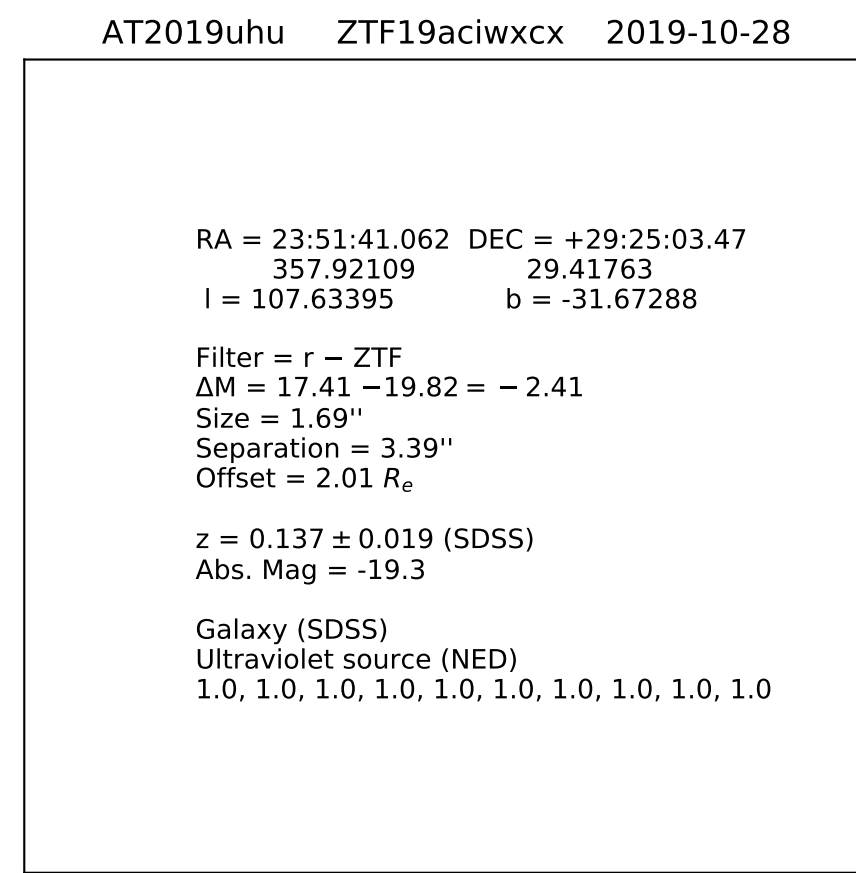 AT2019uhu ZTF19aciwxcx 2019-10-28
RA = 23:51:41.062 DEC = +29:25:03.47
357.92109 29.41763
l = 107.63395 b = -31.67288
Filter = r − ZTF
ΔM = 17.41 −19.82 = − 2.41
Size = 1.69''
Separation = 3.39''
Offset = 2.01 Re
z = 0.137 ± 0.019 (SDSS)
Abs. Mag = -19.3
Galaxy (SDSS)
Ultraviolet source (NED)
1.0, 1.0, 1.0, 1.0, 1.0, 1.0, 1.0, 1.0, 1.0, 1.0